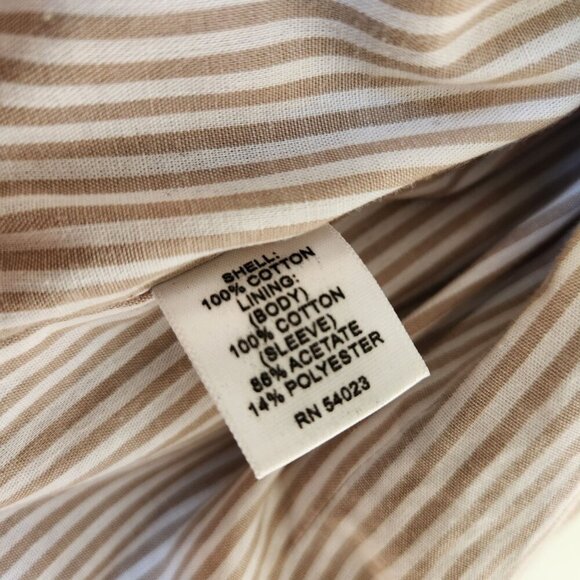 SHELL:
100% COTTON
LINING:
(BODY)
100% COTTON
(SLEEVE)
86% ACETATE
14% POLYESTER
RN 54023